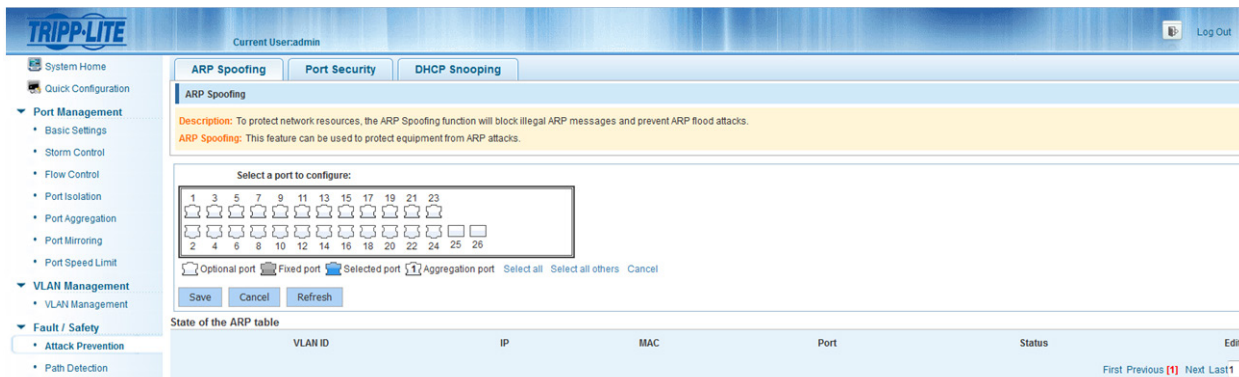 TRIPP·LITE
Current User:admin
Log Out
System Home
Quick Configuration
Port Management
Basic Settings
Storm Control
Flow Control
Port Isolation
Port Aggregation
Port Mirroring
Port Speed Limit
VLAN Management
VLAN Management
Fault / Safety
Attack Prevention
Path Detection
ARP Spoofing Port Security DHCP Snooping
ARP Spoofing
Description: To protect network resources, the ARP Spoofing function will block illegal ARP messages and prevent ARP flood attacks.
ARP Spoofing: This feature can be used to protect equipment from ARP attacks.
Select a port to configure:
1 3 5 7 9 11 13 15 17 19 21 23
2 4 6 8 10 12 14 16 18 20 22 24 25 26
Optional port Fixed port Selected port 1 Aggregation port Select all Select all others Cancel
Save Cancel Refresh
State of the ARP table
VLAN ID IP MAC Port Status Edi
First Previous [1] Next Last 1